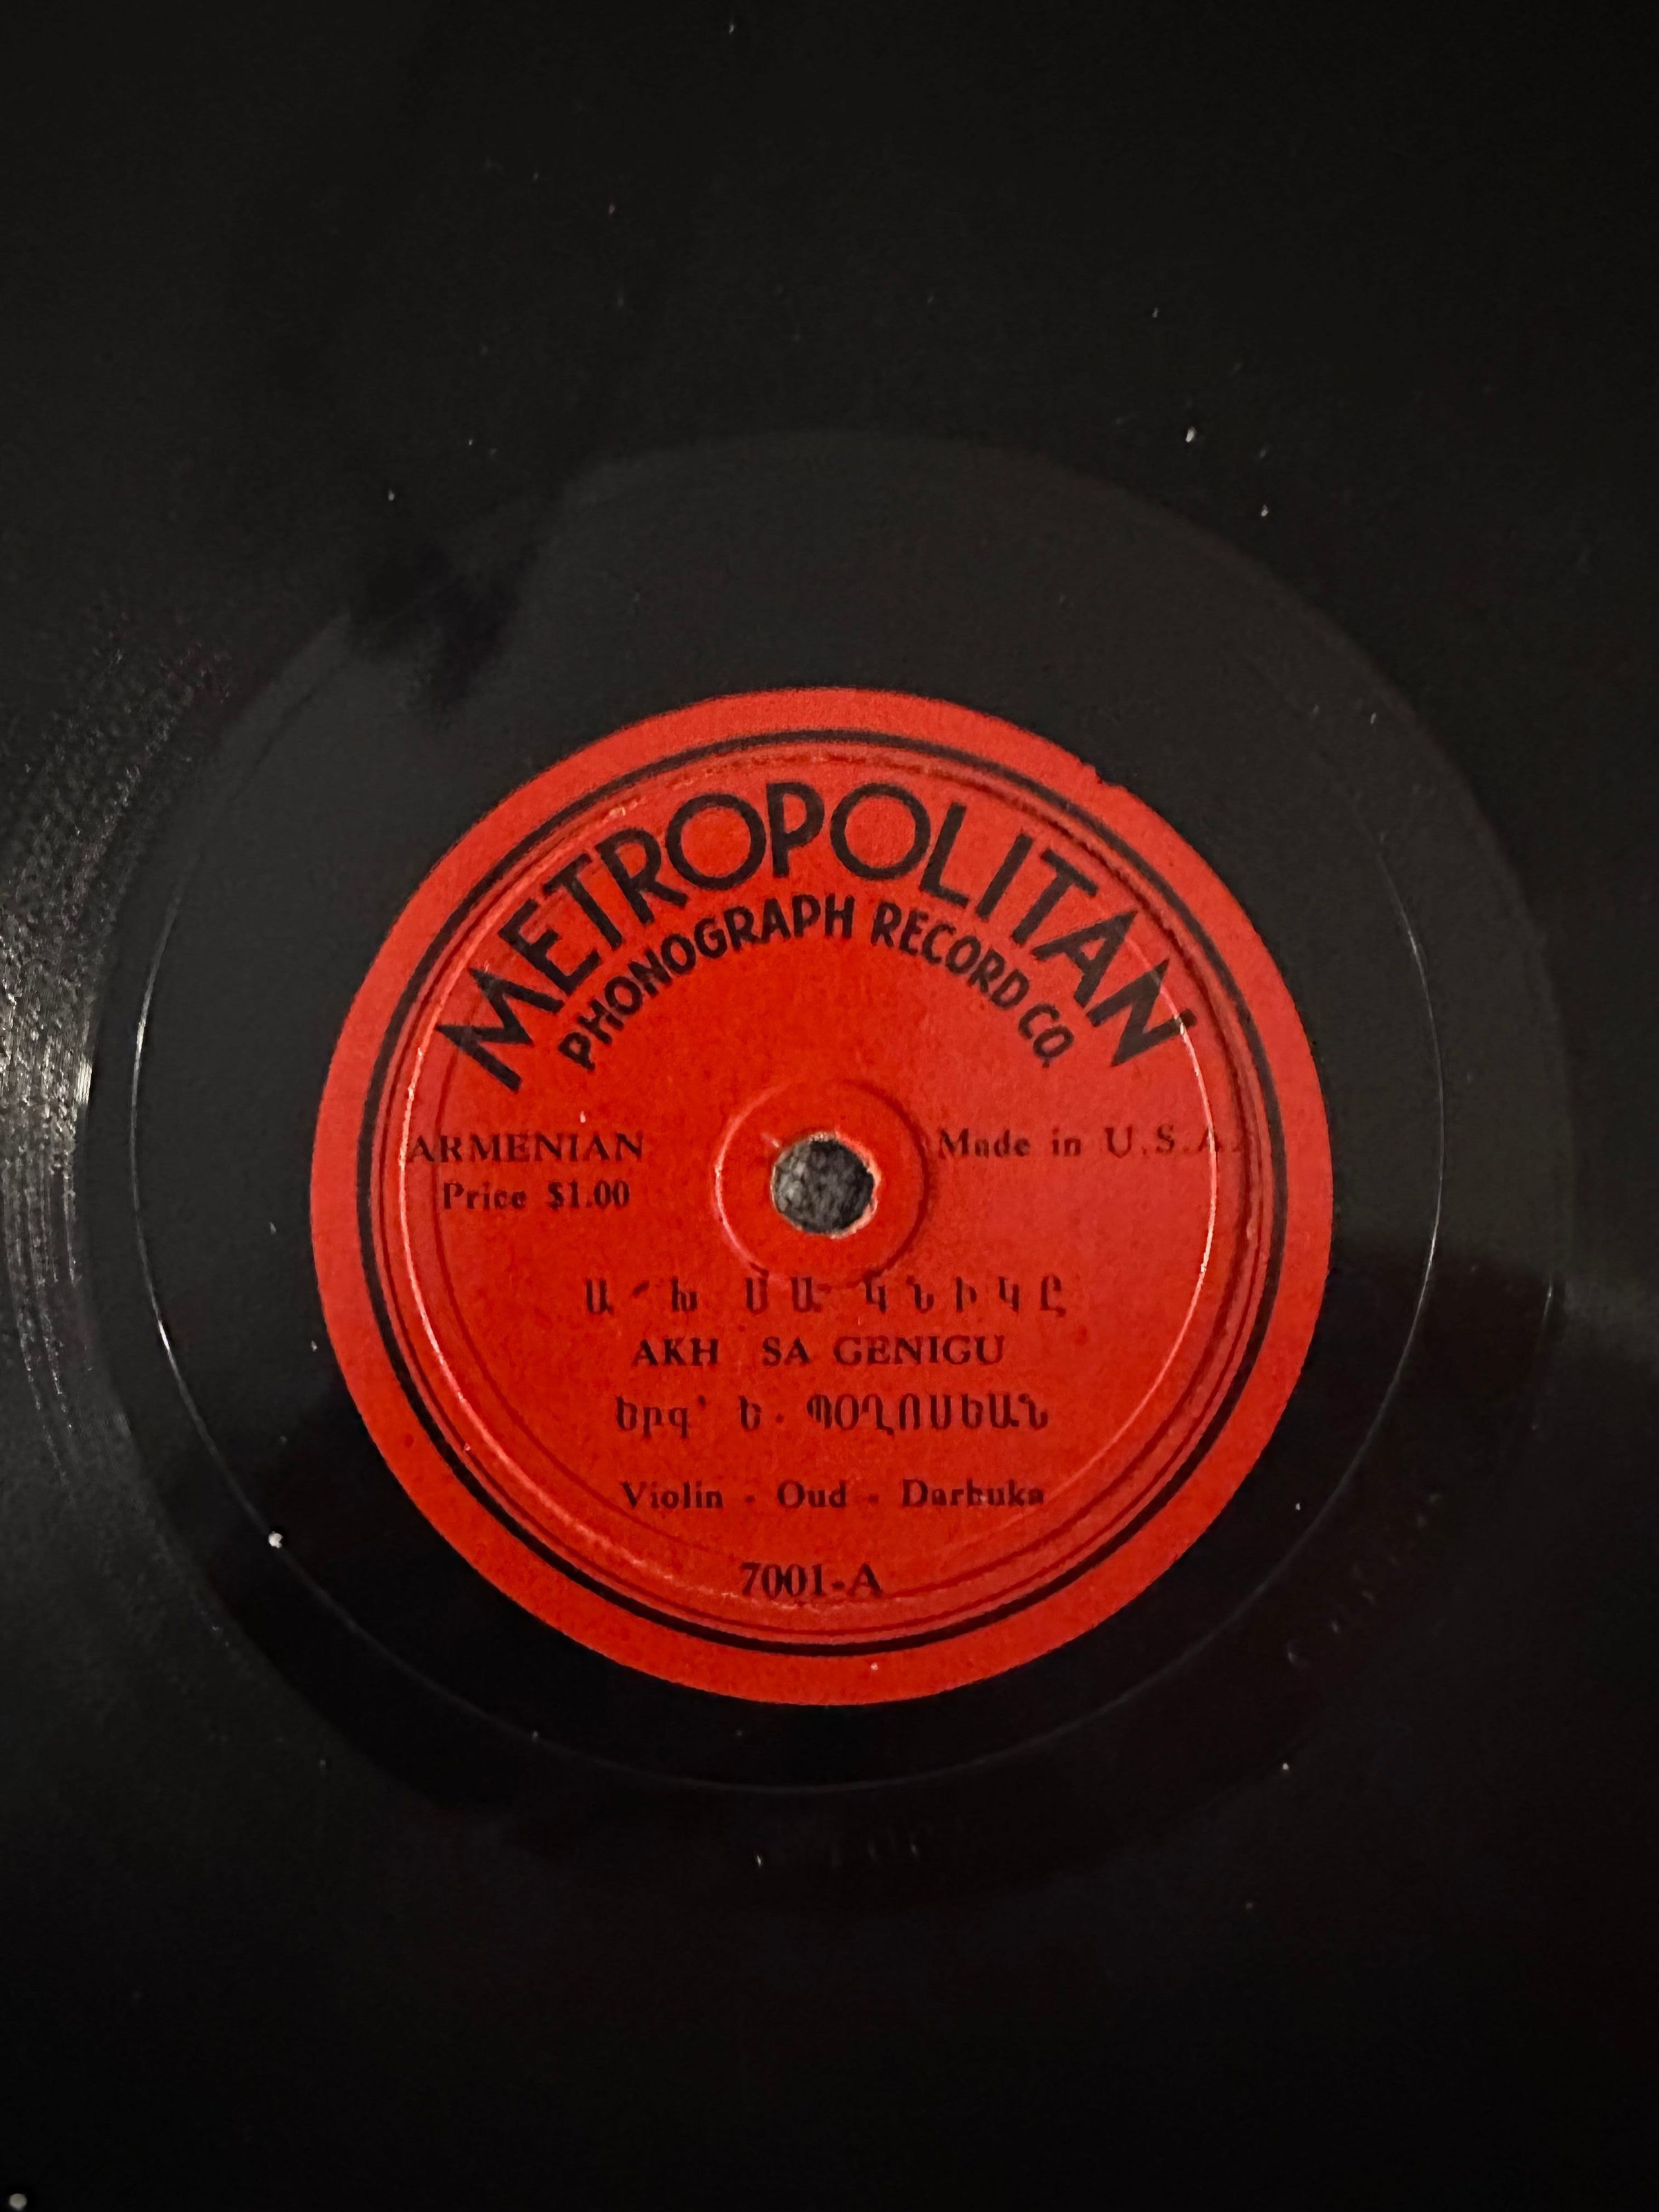 METROPOLITAN
PHONOGRAPH RECORD CO.
ARMENIAN
Made in U.S.A.
Price $1.00
Ա՜Խ ՍԱ ԿՆԻԿԸ
AKH SA GENIGU
Երգ՝ Ե. ՊՕՂՈՍԵԱՆ
Violin - Oud - Darbuka
7001-A